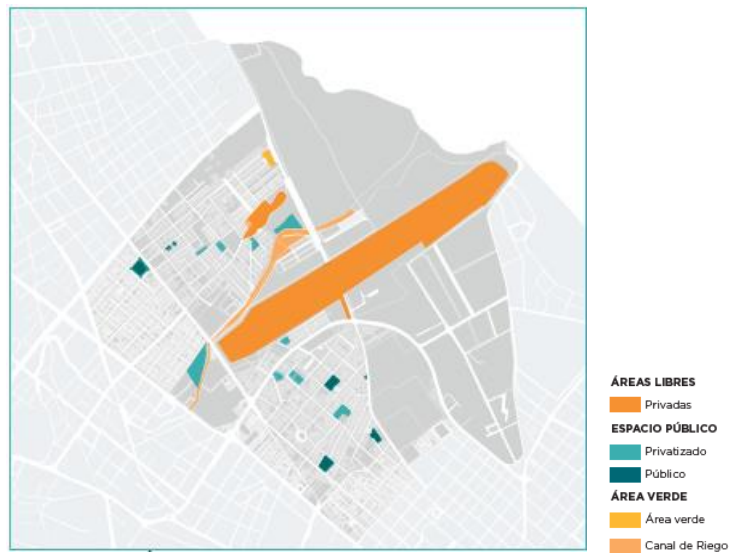 ÁREAS LIBRES
Privadas
ESPACIO PÚBLICO
Privatizado
Público
ÁREA VERDE
Área verde
Canal de Riego